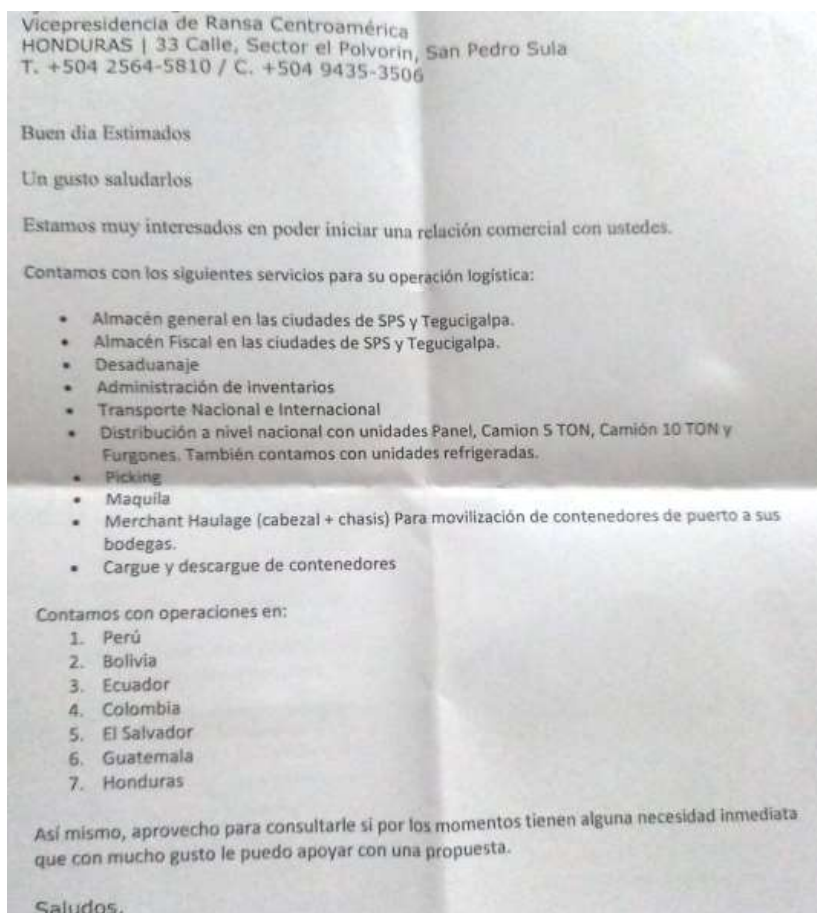 Vicepresidencia de Ransa Centroamérica
HONDURAS | 33 Calle, Sector el Polvorin, San Pedro Sula
T. +504 2564-5810 / C. +504 9435-3506
Buen dia Estimados
Un gusto saludarlos
Estamos muy interesados en poder iniciar una relación comercial con ustedes.
Contamos con los siguientes servicios para su operación logística:
• Almacén general en las ciudades de SPS y Tegucigalpa.
• Almacén Fiscal en las ciudades de SPS y Tegucigalpa.
• Desaduanaje
• Administración de inventarios
• Transporte Nacional e Internacional
• Distribución a nivel nacional con unidades Panel, Camion 5 TON, Camión 10 TON y
Furgones. También contamos con unidades refrigeradas.
• Picking
• Maquila
• Merchant Haulage (cabezal + chasis) Para movilización de contenedores de puerto a sus
bodegas.
• Cargue y descargue de contenedores
Contamos con operaciones en:
1. Perú
2. Bolivia
3. Ecuador
4. Colombia
5. El Salvador
6. Guatemala
7. Honduras
Así mismo, aprovecho para consultarle si por los momentos tienen alguna necesidad inmediata
que con mucho gusto le puedo apoyar con una propuesta.
Saludos,